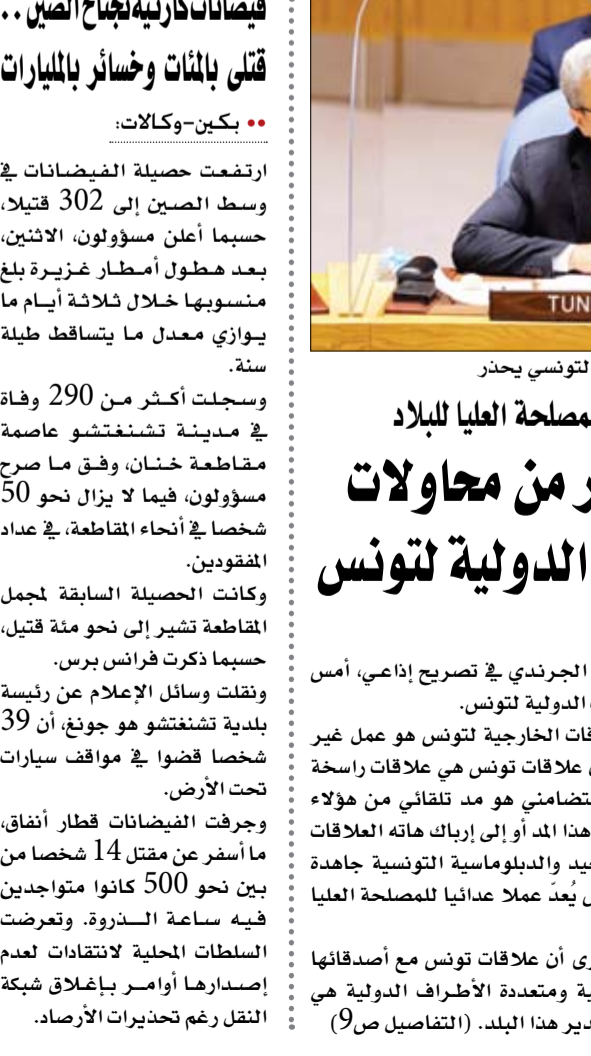 فيضانات كارثية تجتاح الصين..
قتلى بالمئات وخسائر بالمليارات
•• بكين-وكالات:
ارتفعت حصيلة الفيضانات في
وسط الصين إلى 302 قتيلا،
حسبما أعلن مسؤولون، الاثنين،
بعد هطول أمطار غزيرة بلغ
منسوبها خلال ثلاثة أيام ما
يوازي معدل ما يتساقط طيلة
سنة.
وسجلت أكثر من 290 وفاة
في مدينة تشنغتشو عاصمة
مقاطعة خنان، وفق ما صرح
مسؤولون، فيما لا يزال نحو 50
شخصا في أنحاء المقاطعة، في عداد
المفقودين.
وكانت الحصيلة السابقة لمجمل
المقاطعة تشير إلى نحو مئة قتيل،
حسبما ذكرت فرانس برس.
ونقلت وسائل الإعلام عن رئيسة
بلدية تشنغتشو هو جونغ، أن 39
شخصا قضوا في مواقف سيارات
تحت الأرض.
وجرفت الفيضانات قطار أنفاق،
ما أسفر عن مقتل 14 شخصا من
بين نحو 500 كانوا متواجدين
فيه ساعة الذروة. وتعرضت
السلطات المحلية لانتقادات لعدم
إصدارها أوامر بإغلاق شبكة
النقل رغم تحذيرات الأرصاد.
TUN
التونسي يحذر
مصلحة العليا للبلاد
ر من محاولات
الدولية لتونس
الجرندي في تصريح إذاعي، أمس
الدولية لتونس.
قات الخارجية لتونس هو عمل غير
علاقات تونس هي علاقات راسخة
تضامني هو مد تلقائي من هؤلاء
هذا المد أو إلى إرباك هاته العلاقات
يد والدبلوماسية التونسية جاهدة
يُعدّ عملا عدائيا للمصلحة العليا
رى أن علاقات تونس مع أصدقائها
ية ومتعددة الأطراف الدولية هي
دير هذا البلد. (التفاصيل ص9)